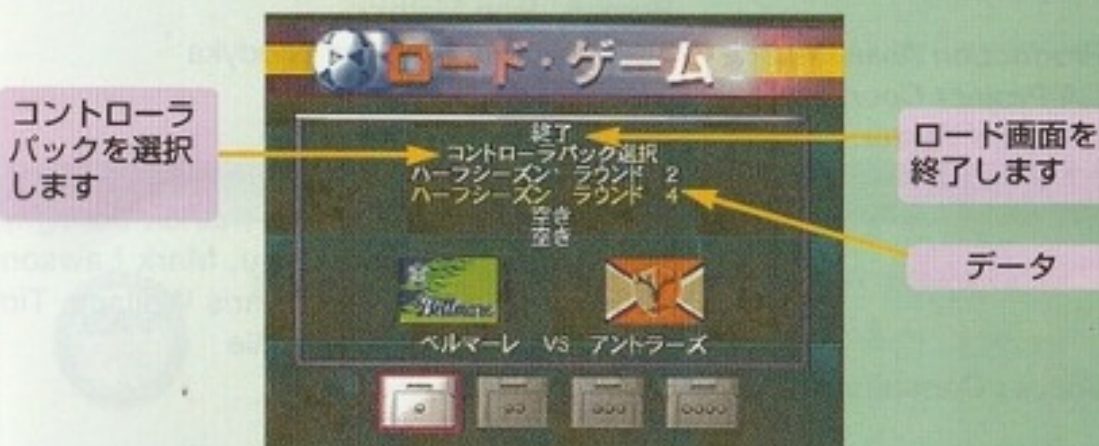 ロード・ゲーム
コントローラ
パックを選択
します
終了
コントローラパック選択
ハーフシーズン ラウンド 2
ハーフシーズン ラウンド 4
空き
空き
ロード画面を
終了します
データ
Bellmare
ベルマーレ VS アントラーズ